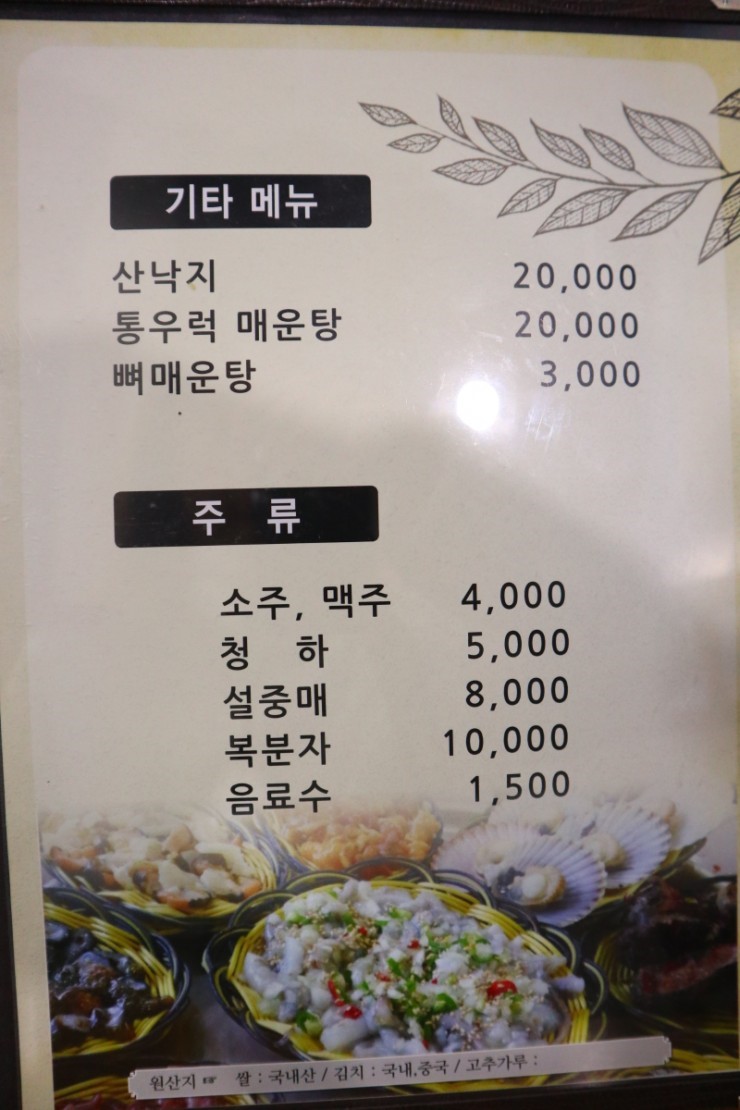 기타 메뉴
산낙지 20,000
통우럭 매운탕 20,000
뼈매운탕 3,000
주 류
소주, 맥주 4,000
청 하 5,000
설중매 8,000
복분자 10,000
음료수 1,500
원산지 ☞ 쌀 : 국내산 / 김치 : 국내,중국 / 고추가루 :